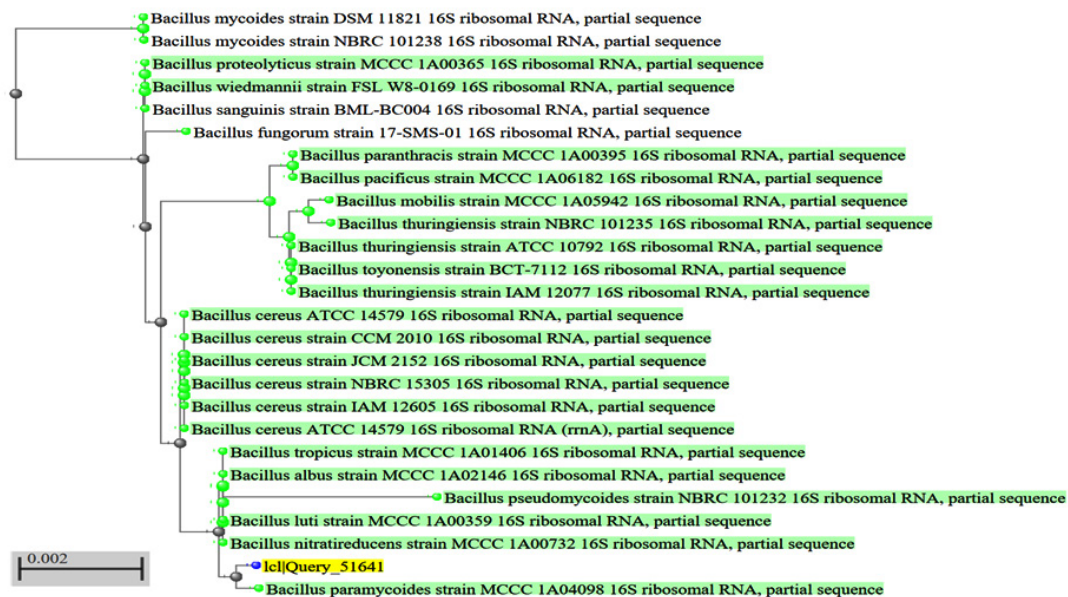 Bacillus mycoides strain DSM 11821 16S ribosomal RNA, partial sequence
Bacillus mycoides strain NBRC 101238 16S ribosomal RNA, partial sequence
Bacillus proteolyticus strain MCCC 1A00365 16S ribosomal RNA, partial sequence
Bacillus wiedmannii strain FSL W8-0169 16S ribosomal RNA, partial sequence
Bacillus sanguinis strain BML-BC004 16S ribosomal RNA, partial sequence
Bacillus fungorum strain 17-SMS-01 16S ribosomal RNA, partial sequence
Bacillus paranthracis strain MCCC 1A00395 16S ribosomal RNA, partial sequence
Bacillus pacificus strain MCCC 1A06182 16S ribosomal RNA, partial sequence
Bacillus mobilis strain MCCC 1A05942 16S ribosomal RNA, partial sequence
Bacillus thuringiensis strain NBRC 101235 16S ribosomal RNA, partial sequence
Bacillus thuringiensis strain ATCC 10792 16S ribosomal RNA, partial sequence
Bacillus toyonensis strain BCT-7112 16S ribosomal RNA, partial sequence
Bacillus thuringiensis strain IAM 12077 16S ribosomal RNA, partial sequence
Bacillus cereus ATCC 14579 16S ribosomal RNA, partial sequence
Bacillus cereus strain CCM 2010 16S ribosomal RNA, partial sequence
Bacillus cereus strain JCM 2152 16S ribosomal RNA, partial sequence
Bacillus cereus strain NBRC 15305 16S ribosomal RNA, partial sequence
Bacillus cereus strain IAM 12605 16S ribosomal RNA, partial sequence
Bacillus cereus ATCC 14579 16S ribosomal RNA (rrnA), partial sequence
Bacillus tropicus strain MCCC 1A01406 16S ribosomal RNA, partial sequence
Bacillus albus strain MCCC 1A02146 16S ribosomal RNA, partial sequence
Bacillus pseudomycoides strain NBRC 101232 16S ribosomal RNA, partial sequence
Bacillus luti strain MCCC 1A00359 16S ribosomal RNA, partial sequence
Bacillus nitratireducens strain MCCC 1A00732 16S ribosomal RNA, partial sequence
0.002
lcl|Query_51641
Bacillus paramycoides strain MCCC 1A04098 16S ribosomal RNA, partial sequence